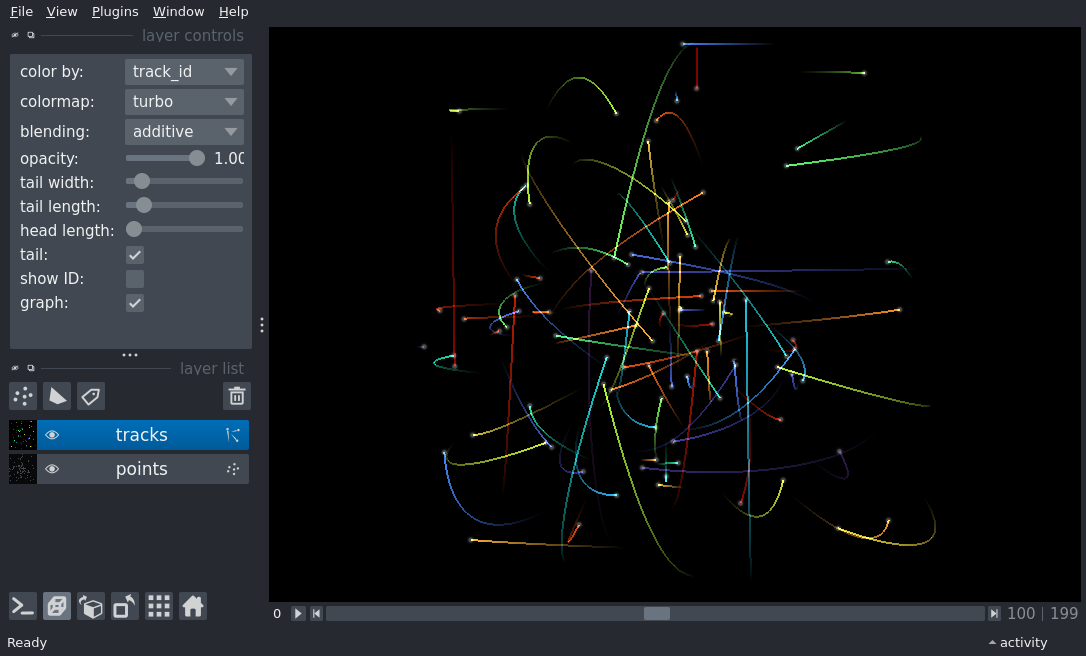 File View Plugins Window Help
layer controls
color by: track_id
colormap: turbo
blending: additive
opacity: 1.00
tail width:
tail length:
head length:
tail:
show ID:
graph:
layer list
tracks
points
0 100 | 199
Ready activity